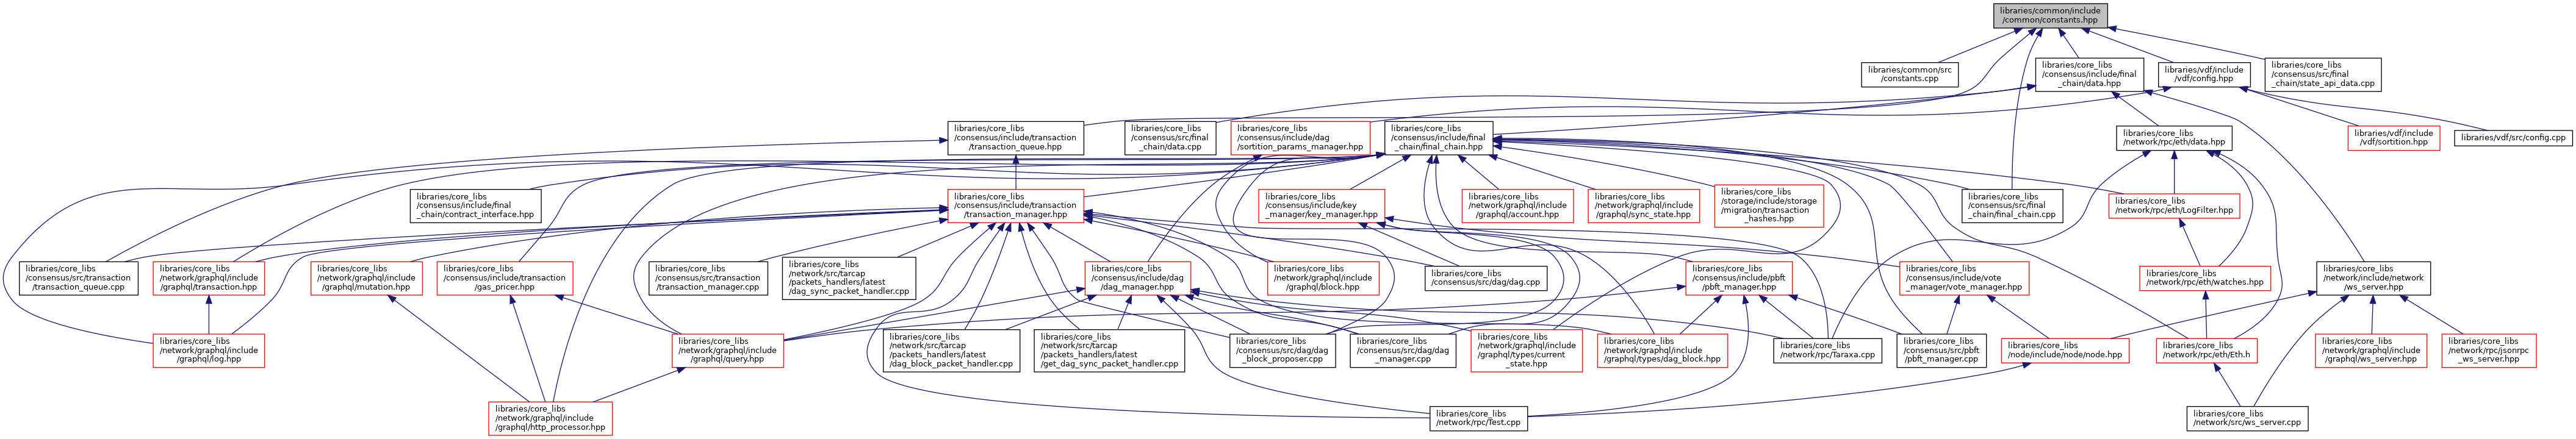 libraries/common/include
/common/constants.hpp
libraries/common/src
/constants.cpp
libraries/core_libs
/consensus/include/final
_chain/data.hpp
libraries/vdf/include
/vdf/config.hpp
libraries/core_libs
/consensus/src/final
_chain/state_api_data.cpp
libraries/core_libs
/consensus/include/transaction
/transaction_queue.hpp
libraries/core_libs
/consensus/src/final
_chain/data.cpp
libraries/core_libs
/consensus/include/dag
/sortition_params_manager.hpp
libraries/core_libs
/consensus/include/final
_chain/final_chain.hpp
libraries/core_libs
/network/rpc/eth/data.hpp
libraries/vdf/include
/vdf/sortition.hpp
libraries/vdf/src/config.cpp
libraries/core_libs
/consensus/include/final
_chain/contract_interface.hpp
libraries/core_libs
/consensus/include/transaction
/transaction_manager.hpp
libraries/core_libs
/consensus/include/key
_manager/key_manager.hpp
libraries/core_libs
/network/graphql/include
/graphql/account.hpp
libraries/core_libs
/network/graphql/include
/graphql/sync_state.hpp
libraries/core_libs
/storage/include/storage
/migration/transaction
_hashes.hpp
libraries/core_libs
/consensus/src/final
_chain/final_chain.cpp
libraries/core_libs
/network/rpc/eth/LogFilter.hpp
libraries/core_libs
/consensus/src/transaction
/transaction_queue.cpp
libraries/core_libs
/network/graphql/include
/graphql/transaction.hpp
libraries/core_libs
/network/graphql/include
/graphql/mutation.hpp
libraries/core_libs
/consensus/include/transaction
/gas_pricer.hpp
libraries/core_libs
/consensus/src/transaction
/transaction_manager.cpp
libraries/core_libs
/network/src/tarcap
/packets_handlers/latest
/dag_sync_packet_handler.cpp
libraries/core_libs
/consensus/include/dag
/dag_manager.hpp
libraries/core_libs
/network/graphql/include
/graphql/block.hpp
libraries/core_libs
/consensus/src/dag/dag.cpp
libraries/core_libs
/consensus/include/pbft
/pbft_manager.hpp
libraries/core_libs
/consensus/include/vote
_manager/vote_manager.hpp
libraries/core_libs
/network/rpc/eth/watches.hpp
libraries/core_libs
/network/include/network
/ws_server.hpp
libraries/core_libs
/network/graphql/include
/graphql/log.hpp
libraries/core_libs
/network/graphql/include
/graphql/query.hpp
libraries/core_libs
/network/src/tarcap
/packets_handlers/latest
/dag_block_packet_handler.cpp
libraries/core_libs
/network/src/tarcap
/packets_handlers/latest
/get_dag_sync_packet_handler.cpp
libraries/core_libs
/consensus/src/dag/dag
_block_proposer.cpp
libraries/core_libs
/consensus/src/dag/dag
_manager.cpp
libraries/core_libs
/network/graphql/include
/graphql/types/current
_state.hpp
libraries/core_libs
/network/graphql/include
/graphql/types/dag_block.hpp
libraries/core_libs
/network/rpc/Taraxa.cpp
libraries/core_libs
/consensus/src/pbft
/pbft_manager.cpp
libraries/core_libs
/node/include/node/node.hpp
libraries/core_libs
/network/rpc/eth/Eth.h
libraries/core_libs
/network/graphql/include
/graphql/ws_server.hpp
libraries/core_libs
/network/rpc/jsonrpc
_ws_server.hpp
libraries/core_libs
/network/graphql/include
/graphql/http_processor.hpp
libraries/core_libs
/network/rpc/Test.cpp
libraries/core_libs
/network/src/ws_server.cpp